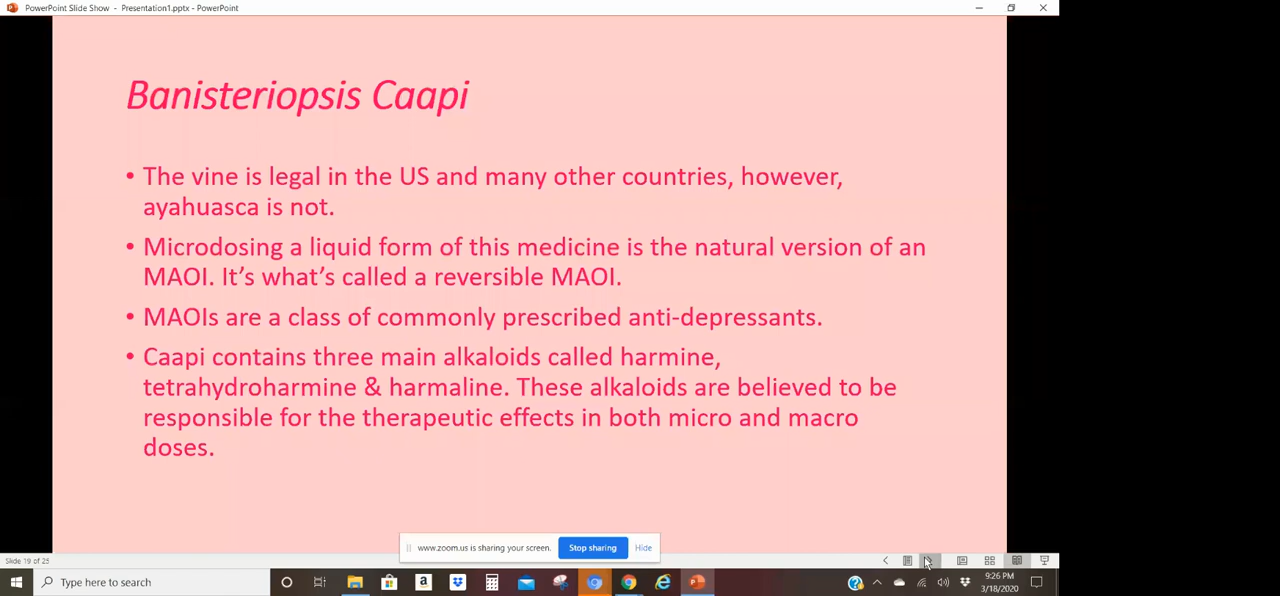 PowerPoint Slide Show - Presentation1.pptx - PowerPoint
Banisteriopsis Caapi
• The vine is legal in the US and many other countries, however,
ayahuasca is not.
• Microdosing a liquid form of this medicine is the natural version of an
MAOI. It’s what’s called a reversible MAOI.
• MAOIs are a class of commonly prescribed anti-depressants.
• Caapi contains three main alkaloids called harmine,
tetrahydroharmine & harmaline. These alkaloids are believed to be
responsible for the therapeutic effects in both micro and macro
doses.
www.zoom.us is sharing your screen. Stop sharing Hide
Slide 19 of 25
Type here to search
9:26 PM
3/18/2020